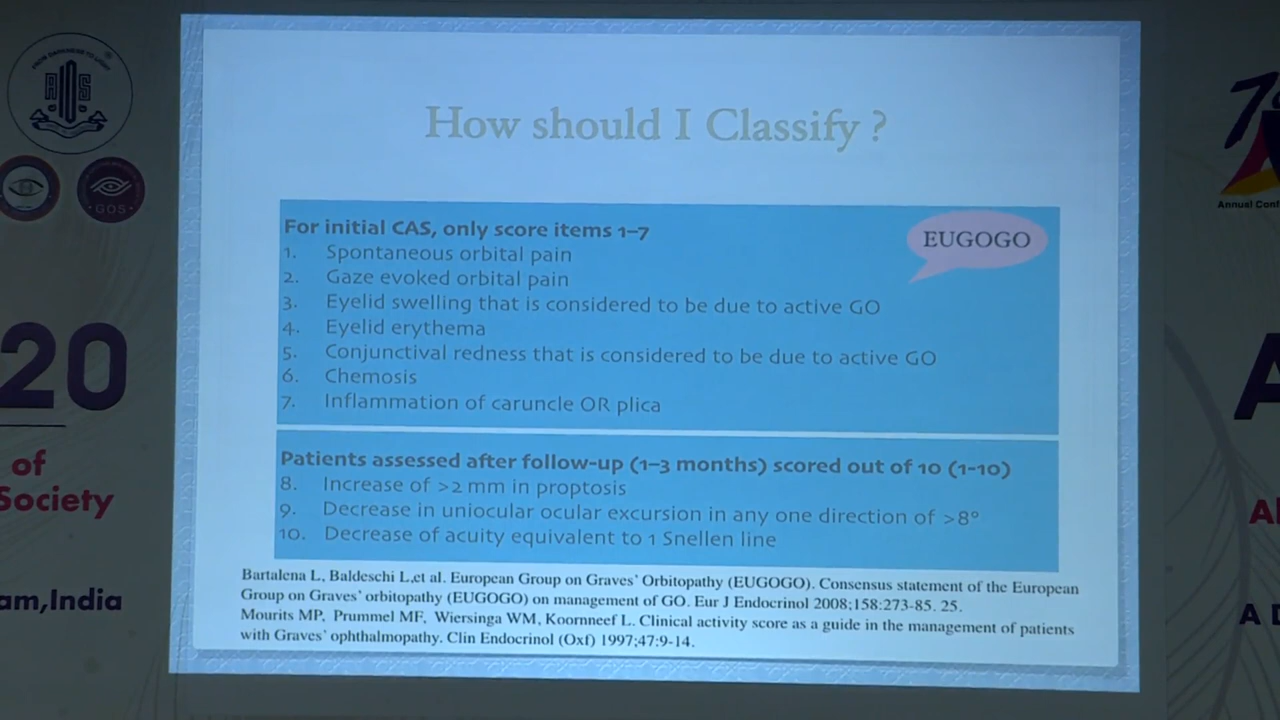 How should I Classify ?
For initial CAS, only score items 1-7
EUGOGO
1. Spontaneous orbital pain
2. Gaze evoked orbital pain
3. Eyelid swelling that is considered to be due to active GO
4. Eyelid erythema
5. Conjunctival redness that is considered to be due to active GO
6. Chemosis
7. Inflammation of caruncle OR plica
Patients assessed after follow-up (1-3 months) scored out of 10 (1-10)
8. Increase of >2 mm in proptosis
9. Decrease in uniocular ocular excursion in any one direction of >8°
10. Decrease of acuity equivalent to 1 Snellen line
Bartalena L, Baldeschi L,et al. European Group on Graves' Orbitopathy (EUGOGO). Consensus statement of the European
Group on Graves' orbitopathy (EUGOGO) on management of GO. Eur J Endocrinol 2008;158:273-85. 25.
Mourits MP, Prummel MF, Wiersinga WM, Koornneef L. Clinical activity score as a guide in the management of patients
with Graves' ophthalmopathy. Clin Endocrinol (Oxf) 1997;47:9-14.
AIOS
GOS
20
of
Society
am,India
7
Annual Conf
A
Al
A D